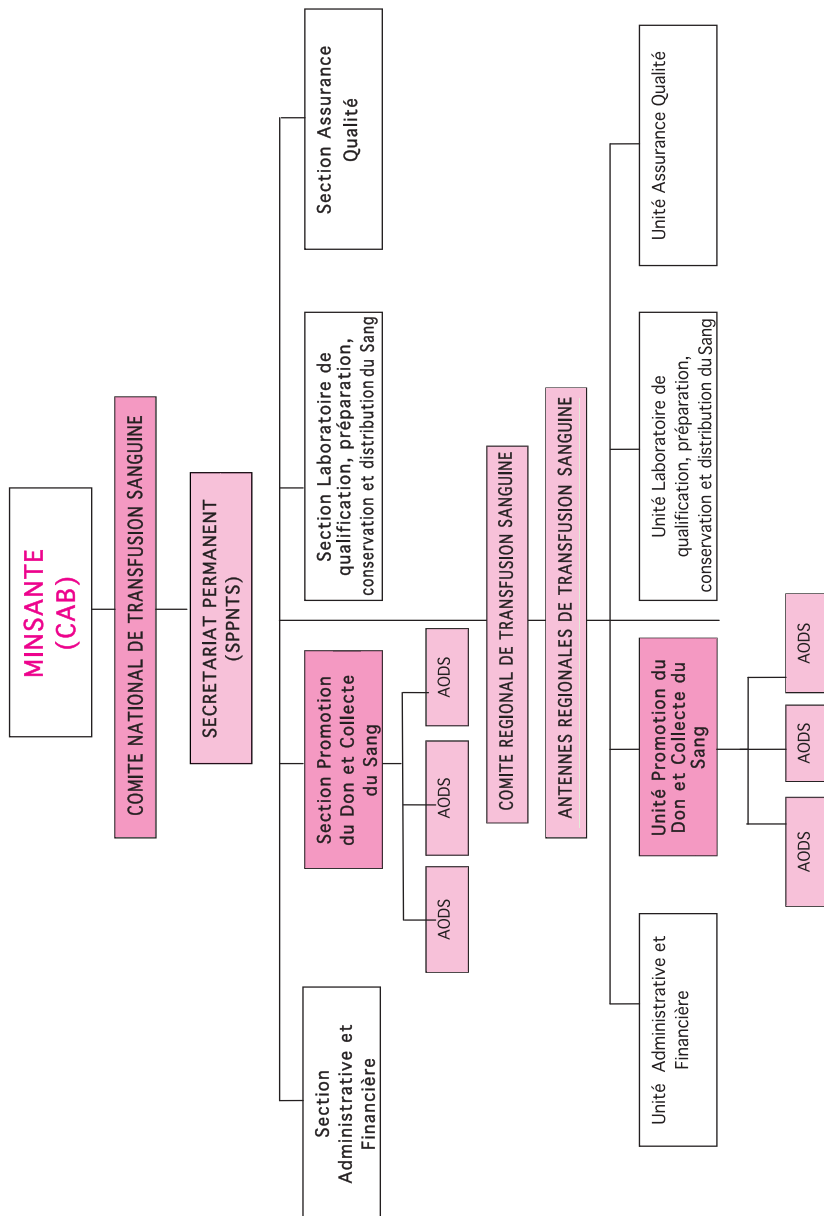 MINSANTE
(CAB)
COMITE NATIONAL DE TRANSFUSION SANGUINE
SECRETARIAT PERMANENT
(SPPNTS)
Section
Administrative et
Financière
Section Promotion
du Don et Collecte
du Sang
Section Laboratoire de
qualification, préparation,
conservation et distribution du Sang
Section Assurance
Qualité
AODS
AODS
AODS
COMITE REGIONAL DE TRANSFUSION SANGUINE
ANTENNES REGIONALES DE TRANSFUSION SANGUINE
Unité Administrative et
Financière
Unité Promotion du
Don et Collecte du
Sang
Unité Laboratoire de
qualification, préparation,
conservation et distribution du Sang
Unité Assurance Qualité
AODS
AODS
AODS